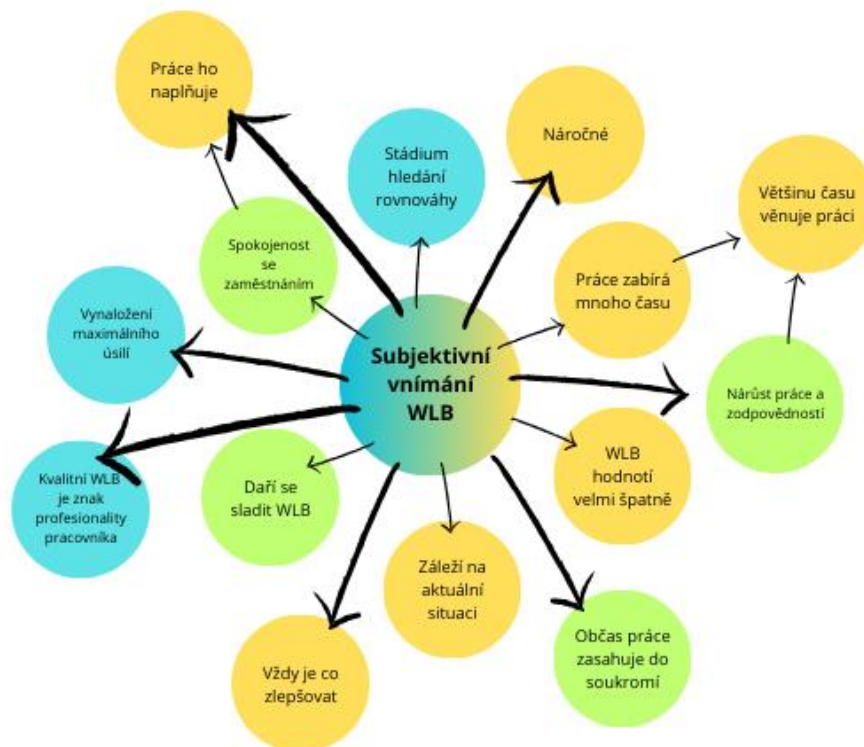 Práce ho
naplňuje
Náročné
Stádium
hledání
rovnováhy
Většinu času
věnuje práci
Spokojenost
se
zaměstnáním
Práce zabírá
mnoho času
Vynaložení
maximálního
úsilí
Subjektivní
vnímání
WLB
Nárůst práce a
zodpovědností
WLB
hodnotí
velmi špatně
Kvalitní WLB
je znak
profesionality
pracovníka
Daří se
sladit WLB
Záleží na
aktuální
situaci
Občas práce
zasahuje do
soukromí
Vždy je co
zlepšovat